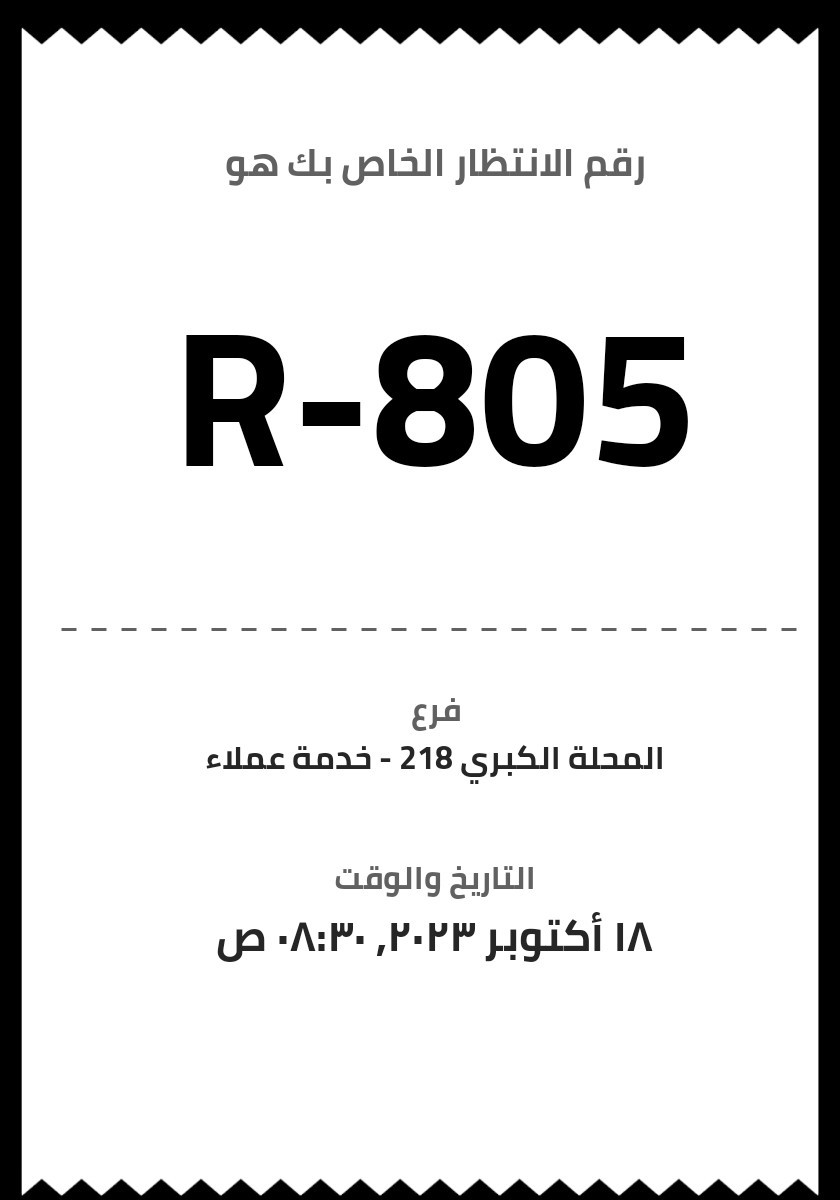 رقم الانتظار الخاص بك هو
R-805
فرع
المحلة الكبري 218 - خدمة عملاء
التاريخ والوقت
١٨ أكتوبر ٢٠٢٣, ٠٨:٣٠ ص